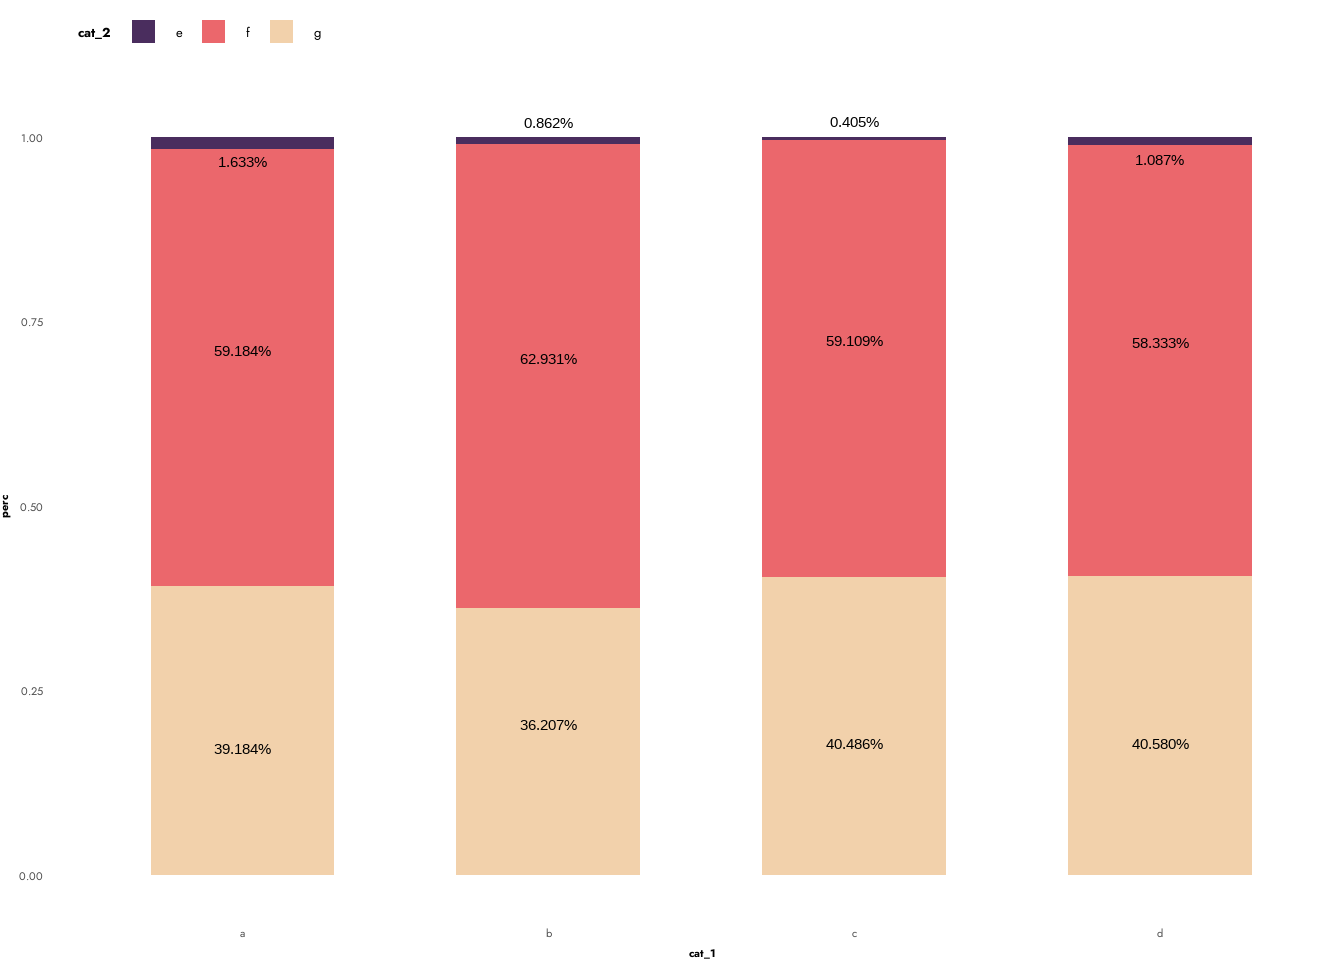 cat_2 e f g
0.862% 0.405%
1.00
1.633% 1.087%
0.75
59.184% 62.931% 59.109% 58.333%
perc
0.50
0.25
39.184% 36.207% 40.486% 40.580%
0.00
a b c d
cat_1